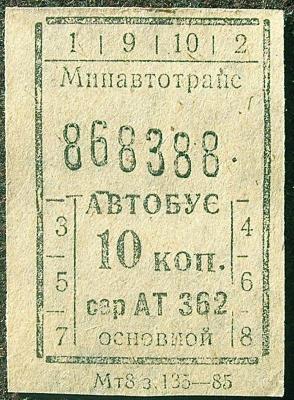 1 | 9 | 10 | 2
Минавтотранс
868388
АВТОБУС
3 10 коп. 4
5 6
сер АТ 362
7 основной 8
Мт8 з.135—85